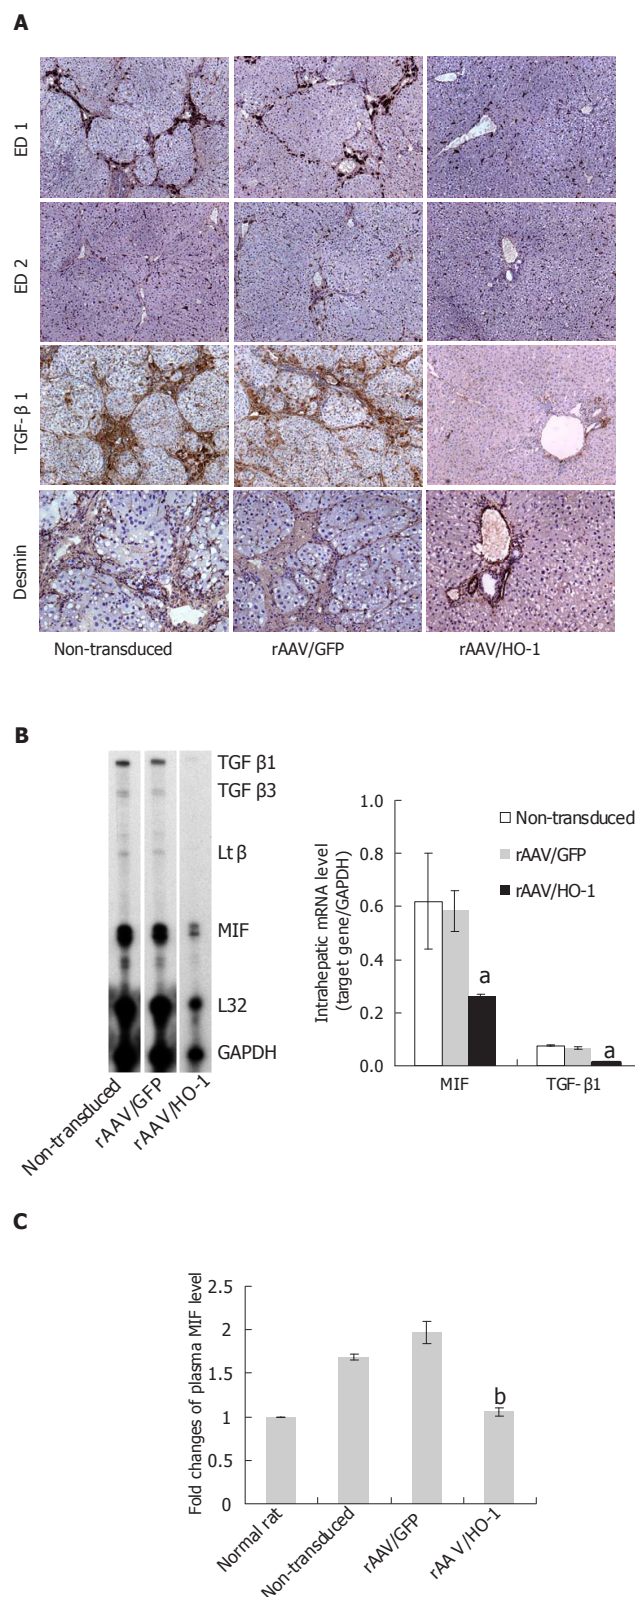 A
ED 1
ED 2
TGF-β1
Desmin
Non-transduced
rAAV/GFP
rAAV/HO-1
B
TGF β1
TGF β3
Lt β
MIF
L32
GAPDH
Non-transduced
rAAV/GFP
rAAV/HO-1
Intrahepatic mRNA level
(target gene/GAPDH)
1.0
0.8
0.6
0.4
0.2
0.0
Non-transduced
rAAV/GFP
rAAV/HO-1
a
a
MIF
TGF-β1
C
Fold changes of plasma MIF level
2.5
2
1.5
1
0.5
0
b
Normal rat
Non-transduced
rAAV/GFP
rAA V/HO-1